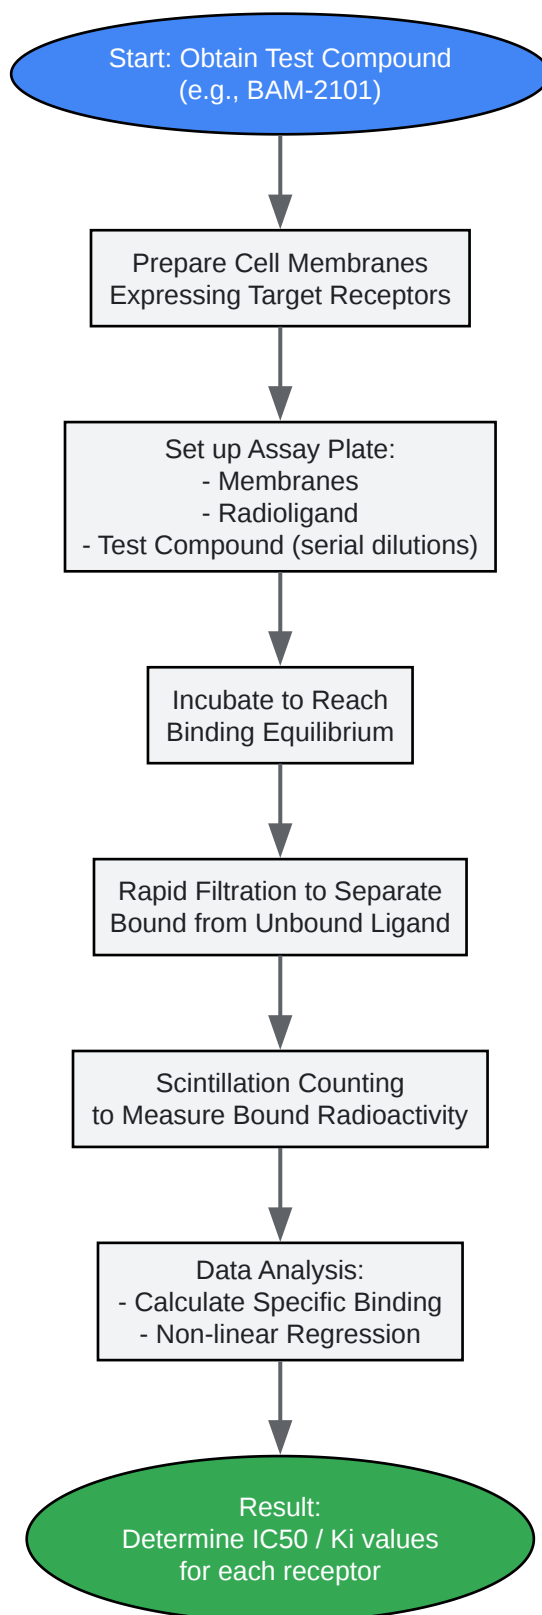 Start: Obtain Test Compound
(e.g., BAM-2101)
Prepare Cell Membranes
Expressing Target Receptors
Set up Assay Plate:
- Membranes
- Radioligand
- Test Compound (serial dilutions)
Incubate to Reach
Binding Equilibrium
Rapid Filtration to Separate
Bound from Unbound Ligand
Scintillation Counting
to Measure Bound Radioactivity
Data Analysis:
- Calculate Specific Binding
- Non-linear Regression
Result:
Determine IC50 / Ki values
for each receptor